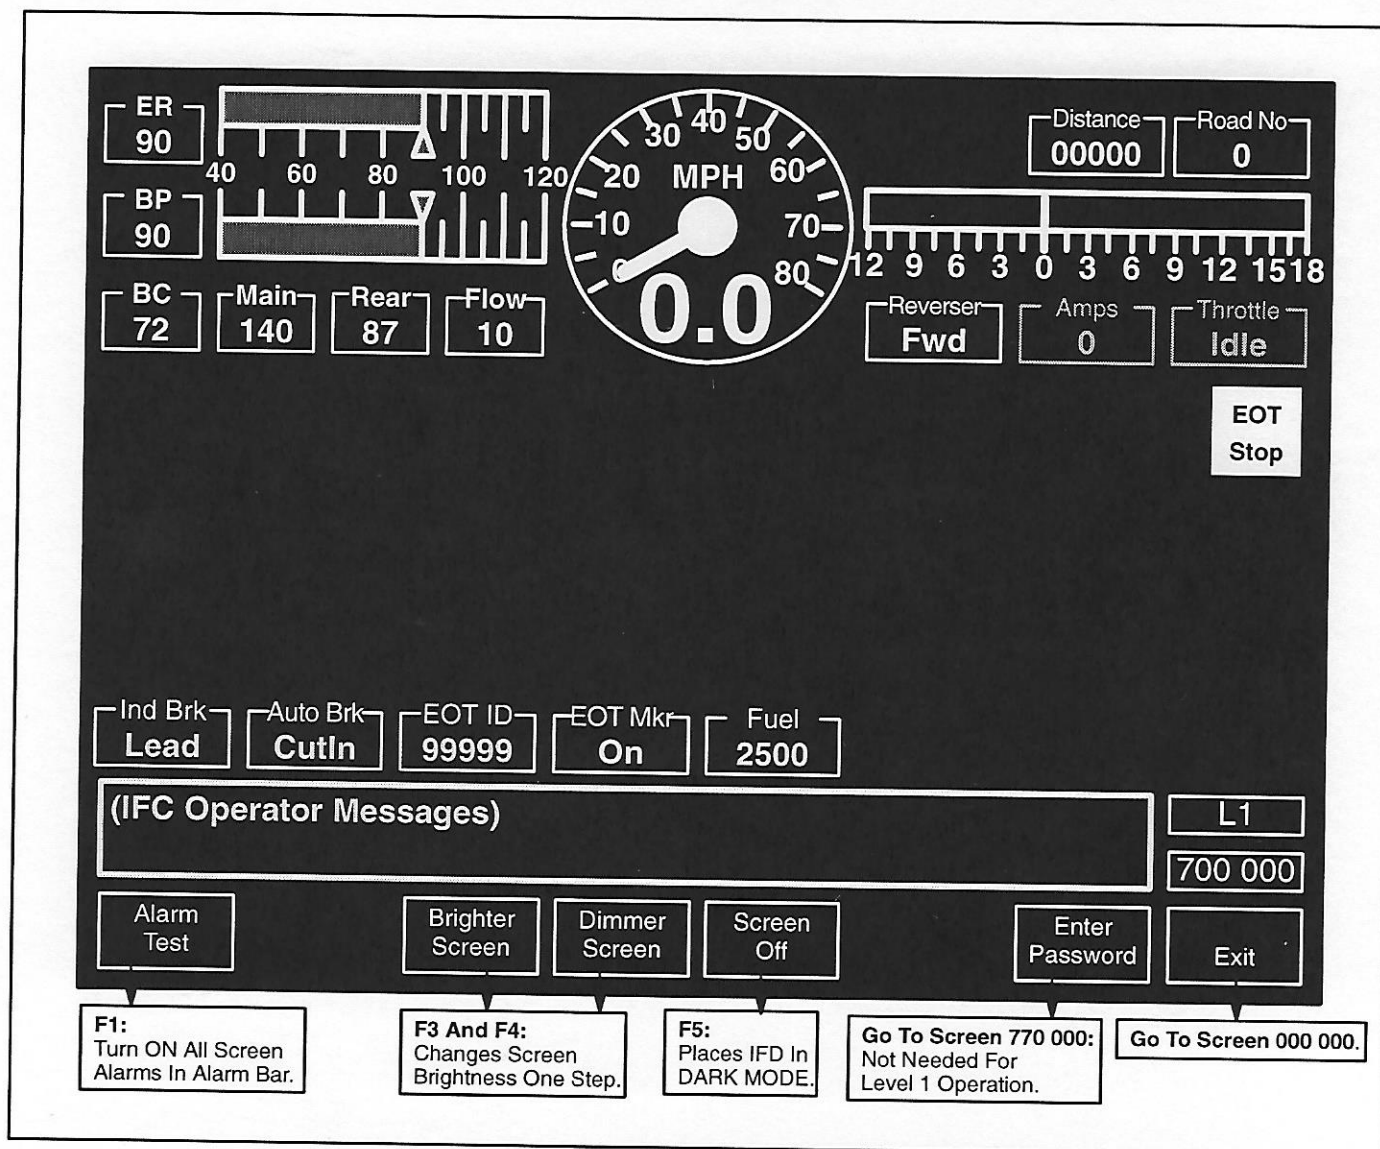 ER
90
40 60 80 100 120
BP
90
BC
72
Main
140
Rear
87
Flow
10
0 10 20 30 40 50 60 70 80
MPH
0.0
Distance
00000
Road No
0
12 9 6 3 0 3 6 9 12 15 18
Reverser
Fwd
Amps
0
Throttle
Idle
EOT
Stop
Ind Brk
Lead
Auto Brk
CutIn
EOT ID
99999
EOT Mkr
On
Fuel
2500
(IFC Operator Messages)
L1
700 000
Alarm
Test
Brighter
Screen
Dimmer
Screen
Screen
Off
Enter
Password
Exit
F1:
Turn ON All Screen
Alarms In Alarm Bar.
F3 And F4:
Changes Screen
Brightness One Step.
F5:
Places IFD In
DARK MODE.
Go To Screen 770 000:
Not Needed For
Level 1 Operation.
Go To Screen 000 000.